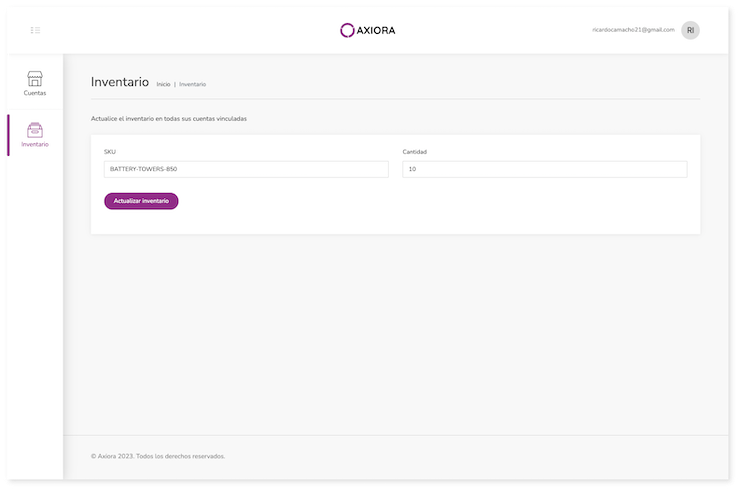 AXIORA
ricardocamacho21@gmail.com
RI
Cuentas
Inventario
Inventario
Inicio | Inventario
Actualice el inventario en todas sus cuentas vinculadas
SKU
Cantidad
BATTERY-TOWERS-B50
10
Actualizar inventario
© Axiora 2023. Todos los derechos reservados.